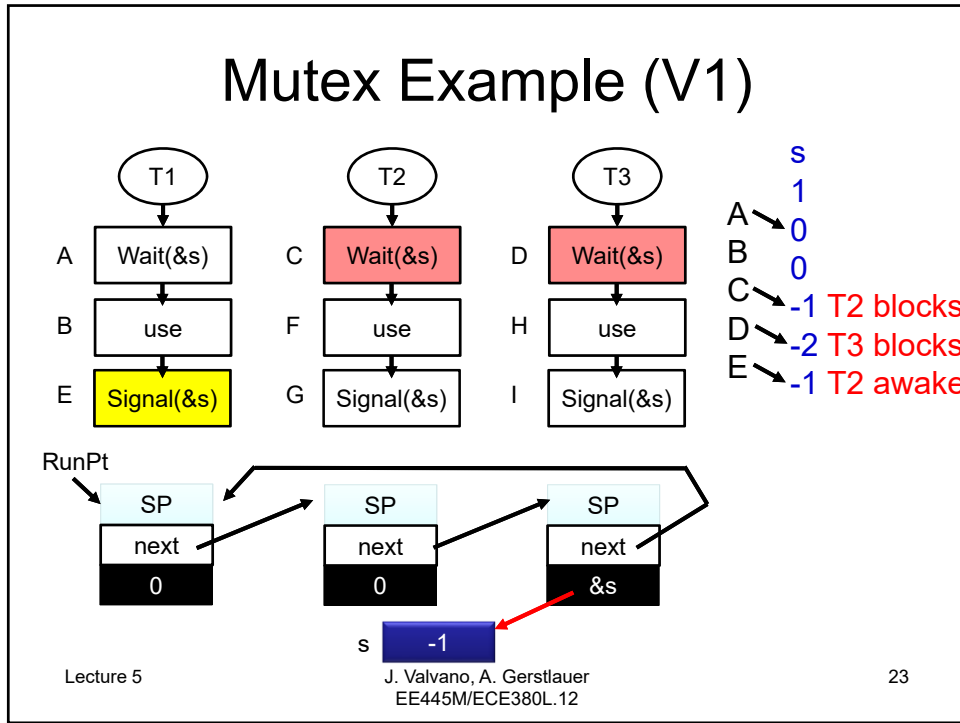 Mutex Example (V1)
T1 T2 T3
A Wait(&s) C Wait(&s) D Wait(&s)
B use F use H use
E Signal(&s) G Signal(&s) I Signal(&s)
s
1
A 0
B 0
C -1 T2 blocks
D -2 T3 blocks
E -1 T2 awake
RunPt
SP SP SP
next next next
0 0 &s
s -1
Lecture 5
J. Valvano, A. Gerstlauer
EE445M/ECE380L.12
23